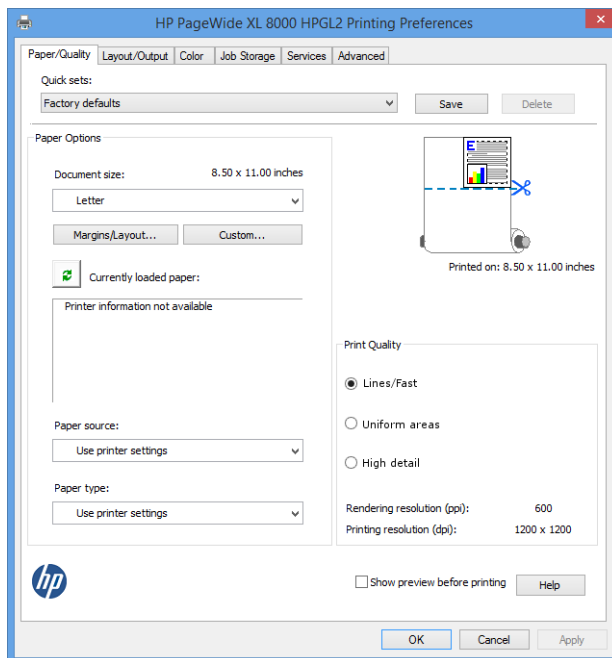 HP PageWide XL 8000 HPGL2 Printing Preferences
Paper/Quality Layout/Output Color Job Storage Services Advanced
Quick sets:
Factory defaults Save Delete
Paper Options
Document size: 8.50 x 11.00 inches
Letter
Margins/Layout... Custom...
Currently loaded paper:
Printer information not available
Paper source:
Use printer settings
Paper type:
Use printer settings
E
Printed on: 8.50 x 11.00 inches
Print Quality
Lines/Fast
Uniform areas
High detail
Rendering resolution (ppi): 600
Printing resolution (dpi): 1200 x 1200
hp
Show preview before printing Help
OK Cancel Apply